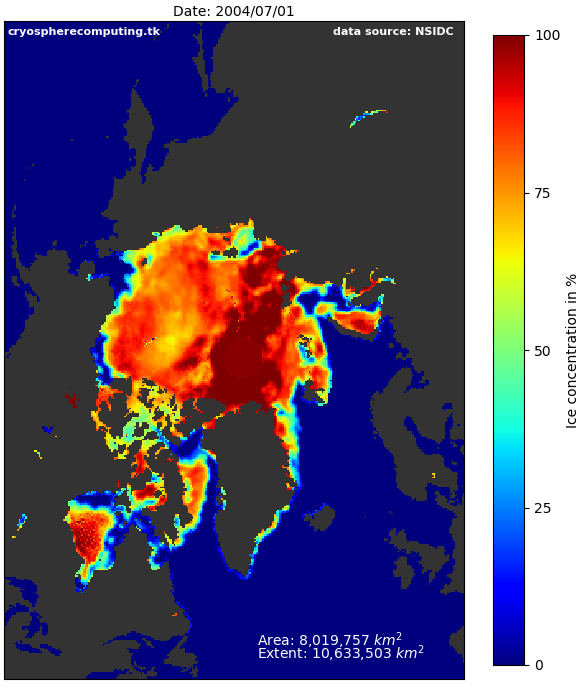 Date: 2004/07/01
cryospherecomputing.tk
data source: NSIDC
100
75
50
25
0
Ice concentration in %
Area: 8,019,757 km²
Extent: 10,633,503 km²